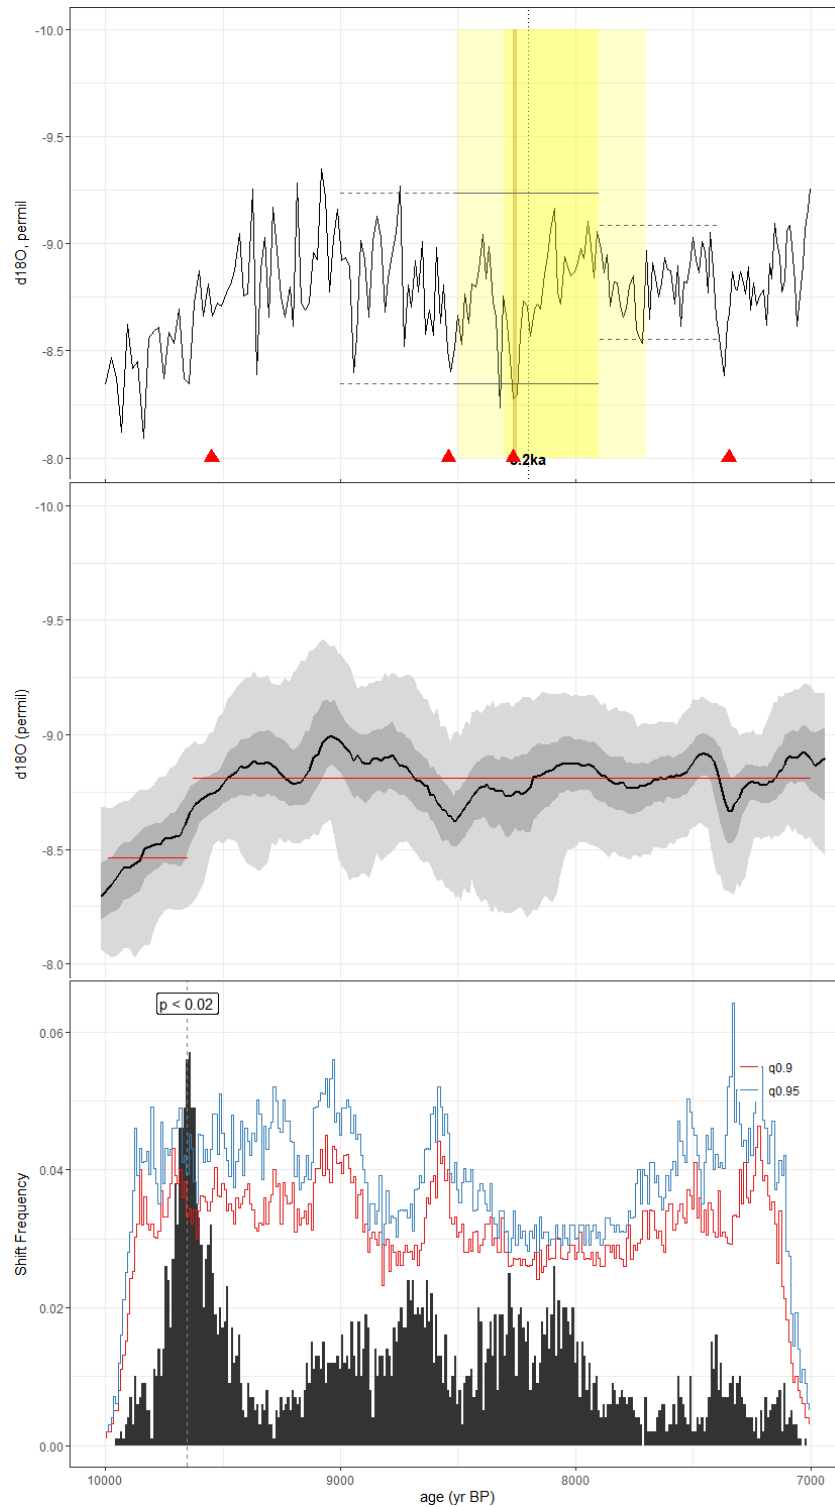 -10.0
-9.5
-9.0
-8.5
-8.0
d18O, permil
8.2ka
-10.0
-9.5
-9.0
-8.5
-8.0
d18O (permil)
p < 0.02
0.06
0.04
0.02
0.00
Shift Frequency
q0.9
q0.95
10000 9000 8000 7000
age (yr BP)